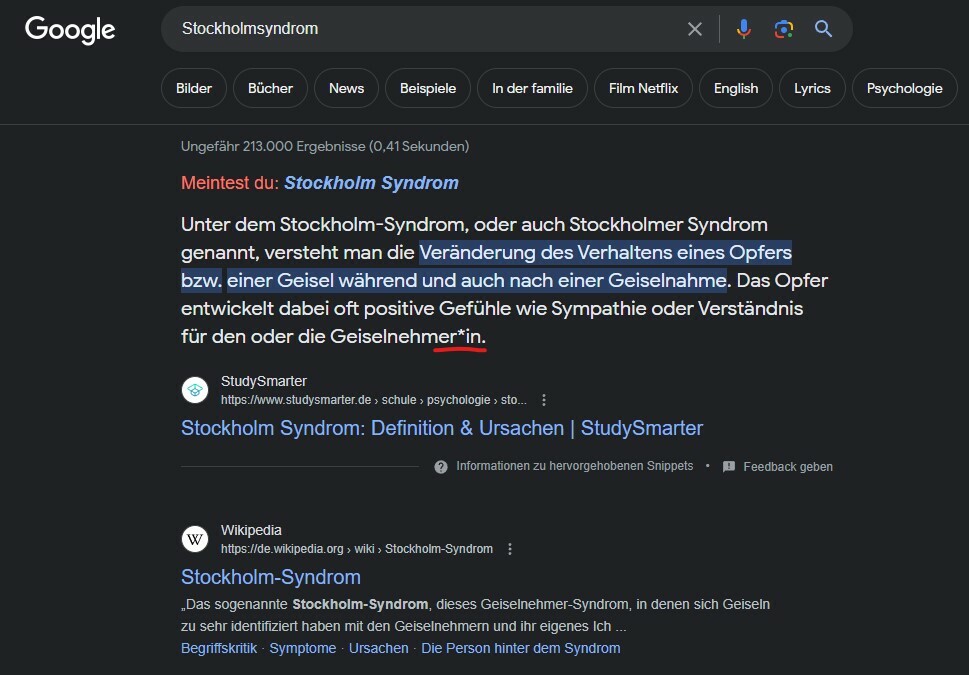 Google
Stockholmsyndrom
Bilder
Bücher
News
Beispiele
In der familie
Film Netflix
English
Lyrics
Psychologie
Ungefähr 213.000 Ergebnisse (0,41 Sekunden)
Meintest du: Stockholm Syndrom
Unter dem Stockholm-Syndrom, oder auch Stockholmer Syndrom
genannt, versteht man die Veränderung des Verhaltens eines Opfers
bzw. einer Geisel während und auch nach einer Geiselnahme. Das Opfer
entwickelt dabei oft positive Gefühle wie Sympathie oder Verständnis
für den oder die Geiselnehmer*in.
StudySmarter
https://www.studysmarter.de › schule › psychologie › sto...
Stockholm Syndrom: Definition & Ursachen | StudySmarter
Informationen zu hervorgehobenen Snippets • Feedback geben
W
Wikipedia
https://de.wikipedia.org › wiki › Stockholm-Syndrom
Stockholm-Syndrom
„Das sogenannte Stockholm-Syndrom, dieses Geiselnehmer-Syndrom, in denen sich Geiseln
zu sehr identifiziert haben mit den Geiselnehmern und ihr eigenes Ich ...
Begriffskritik · Symptome · Ursachen · Die Person hinter dem Syndrom